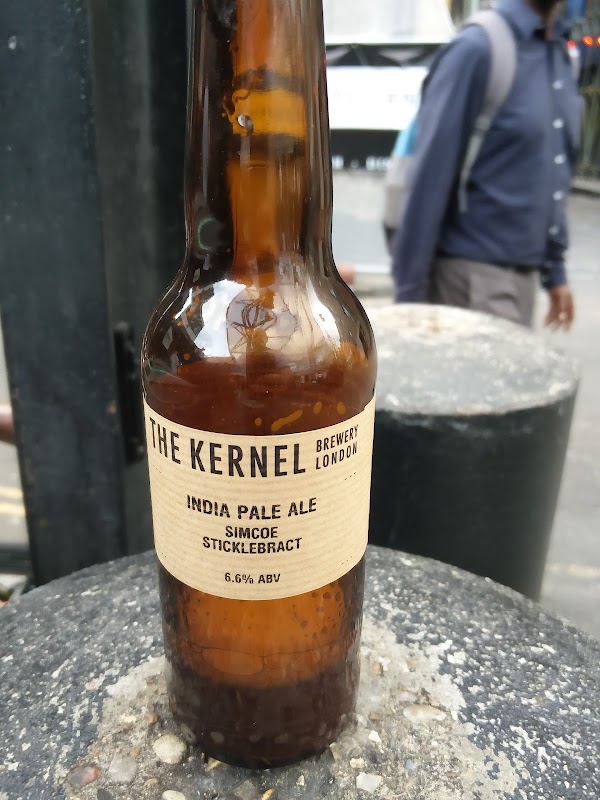 THE KERNEL BREWERY LONDON
INDIA PALE ALE
SIMCOE
STICKLEBRACT
6.6% ABV